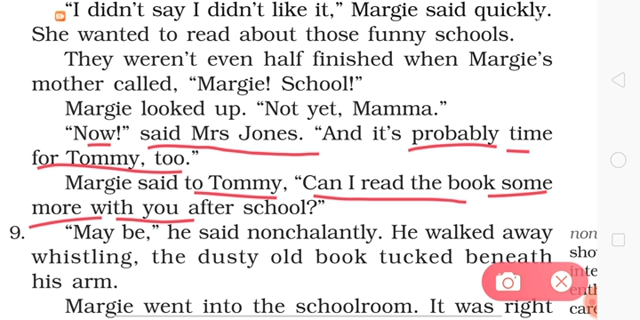 “I didn’t say I didn’t like it,” Margie said quickly.
She wanted to read about those funny schools.
They weren’t even half finished when Margie’s
mother called, “Margie! School!”
Margie looked up. “Not yet, Mamma.”
“Now!” said Mrs Jones. “And it’s probably time
for Tommy, too.”
Margie said to Tommy, “Can I read the book some
more with you after school?”
9. “May be,” he said nonchalantly. He walked away
whistling, the dusty old book tucked beneath
his arm.
Margie went into the schoolroom. It was right
non
sho
inte
enth
care